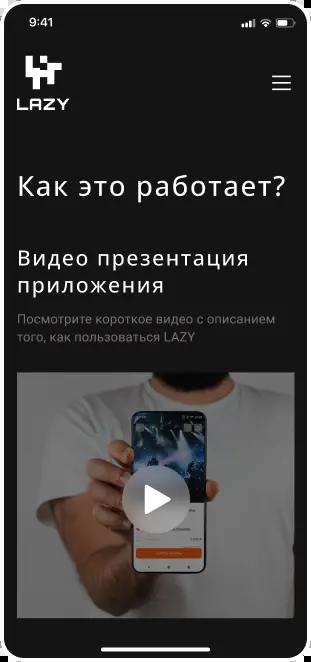 9:41
LAZY
Как это работает?
Видео презентация
приложения
Посмотрите короткое видео с описанием
того, как пользоваться LAZY